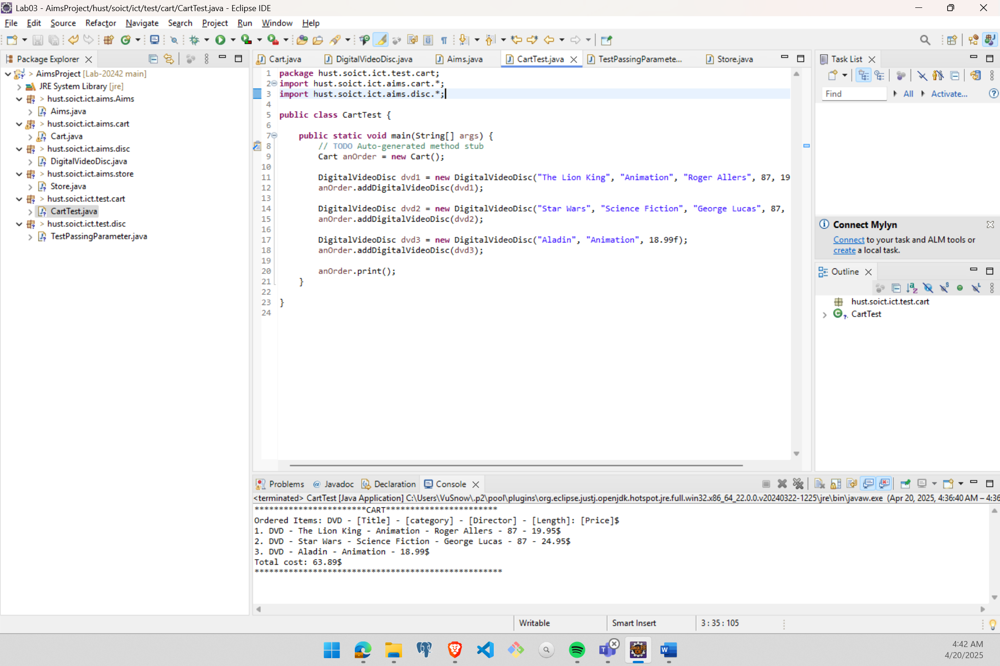 Lab03 - AimsProject/hust/soict/ict/test/cart/CartTest.java - Eclipse IDE
File Edit Source Refactor Navigate Search Project Run Window Help
Package Explorer
AimsProject [Lab-20242 main]
JRE System Library [jre]
> hust.soict.ict.aims.Aims
Aims.java
> hust.soict.ict.aims.cart
Cart.java
> hust.soict.ict.aims.disc
DigitalVideoDisc.java
> hust.soict.ict.aims.store
Store.java
> hust.soict.ict.test.cart
CartTest.java
> hust.soict.ict.test.disc
TestPassingParameter.java
Cart.java DigitalVideoDisc.java Aims.java CartTest.java TestPassingParamete... Store.java
1 package hust.soict.ict.test.cart;
2 import hust.soict.ict.aims.cart.*;
3 import hust.soict.ict.aims.disc.*;
4
5 public class CartTest {
6
7 public static void main(String[] args) {
8 // TODO Auto-generated method stub
9 Cart anOrder = new Cart();
10
11 DigitalVideoDisc dvd1 = new DigitalVideoDisc("The Lion King", "Animation", "Roger Allers", 87, 19
12 anOrder.addDigitalVideoDisc(dvd1);
13
14 DigitalVideoDisc dvd2 = new DigitalVideoDisc("Star Wars", "Science Fiction", "George Lucas", 87,
15 anOrder.addDigitalVideoDisc(dvd2);
16
17 DigitalVideoDisc dvd3 = new DigitalVideoDisc("Aladin", "Animation", 18.99f);
18 anOrder.addDigitalVideoDisc(dvd3);
19
20 anOrder.print();
21 }
22
23 }
24
Task List
Find All Activate...
Connect Mylyn
Connect to your task and ALM tools or
create a local task.
Outline
hust.soict.ict.test.cart
CartTest
Problems @ Javadoc Declaration Console
<terminated> CartTest [Java Application] C:\Users\VuSnow\.p2\pool\plugins\org.eclipse.justj.openjdk.hotspot.jre.full.win32.x86_64_22.0.0.v20240322-1225\jre\bin\javaw.exe (Apr 20, 2025, 4:36:40 AM – 4:36
***********************CART***********************
Ordered Items: DVD - [Title] - [category] - [Director] - [Length]: [Price]$
1. DVD - The Lion King - Animation - Roger Allers - 87 - 19.95$
2. DVD - Star Wars - Science Fiction - George Lucas - 87 - 24.95$
3. DVD - Aladin - Animation - 18.99$
Total cost: 63.89$
***************************************************
Writable Smart Insert 3 : 35 : 105
4:42 AM
4/20/2025